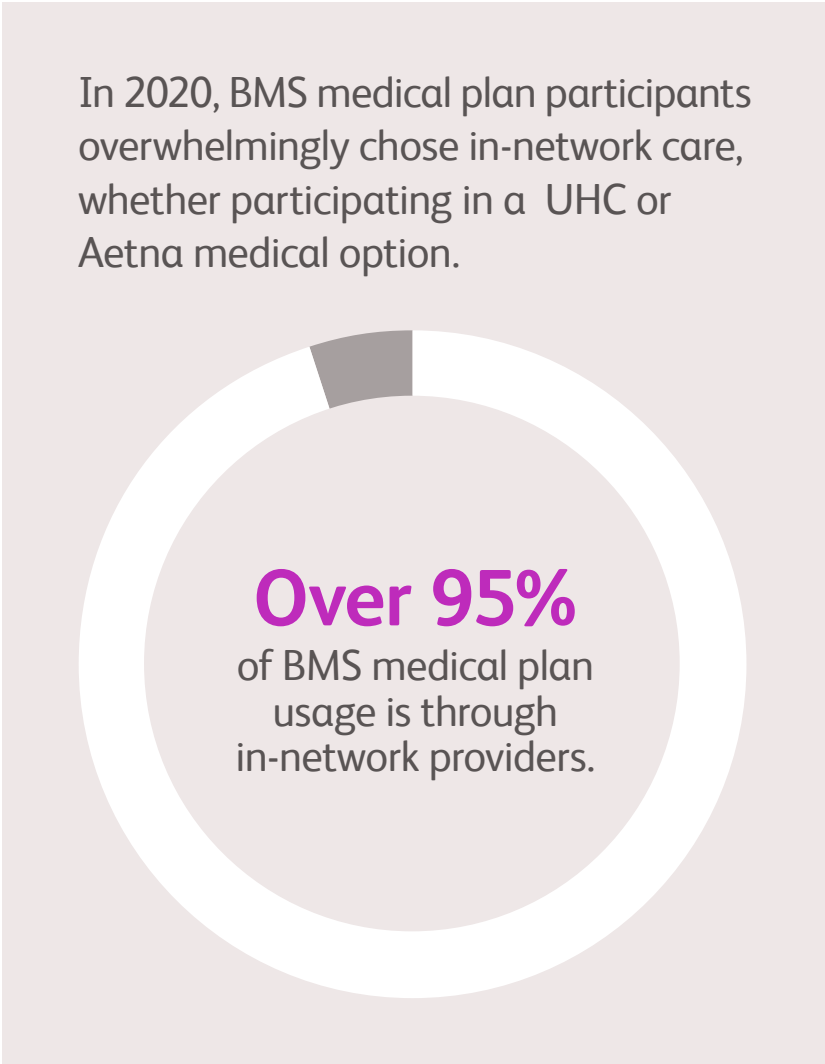 In 2020, BMS medical plan participants
overwhelmingly chose in-network care,
whether participating in a  UHC or
Aetna medical option.
Over 95%
of BMS medical plan
usage is through
in-network providers.